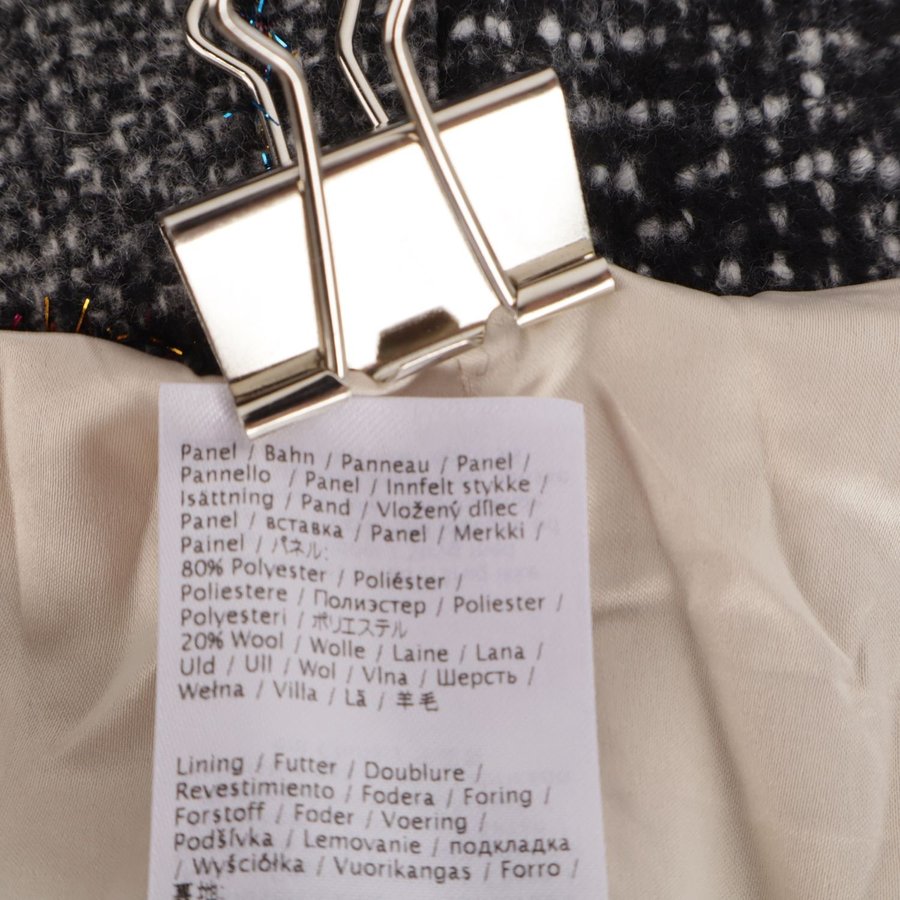 Panel / Bahn / Panneau / Panel /
Pannello / Panel / Innfelt stykke /
Isättning / Pand / Vložený dílec /
Panel / вставка / Panel / Merkki /
Painel / パネル:
80% Polyester / Poliéster /
Poliestere / Полиэстер / Poliester /
Polyesteri / ポリエステル
20% Wool / Wolle / Laine / Lana /
Uld / Ull / Wol / Vlna / Шерсть /
Wełna / Villa / Lã / 羊毛
Lining / Futter / Doublure /
Revestimiento / Fodera / Foring /
Forstoff / Foder / Voering /
Podšívka / Lemovanie / подкладка
/ Wyściółka / Vuorikangas / Forro /
裏地: